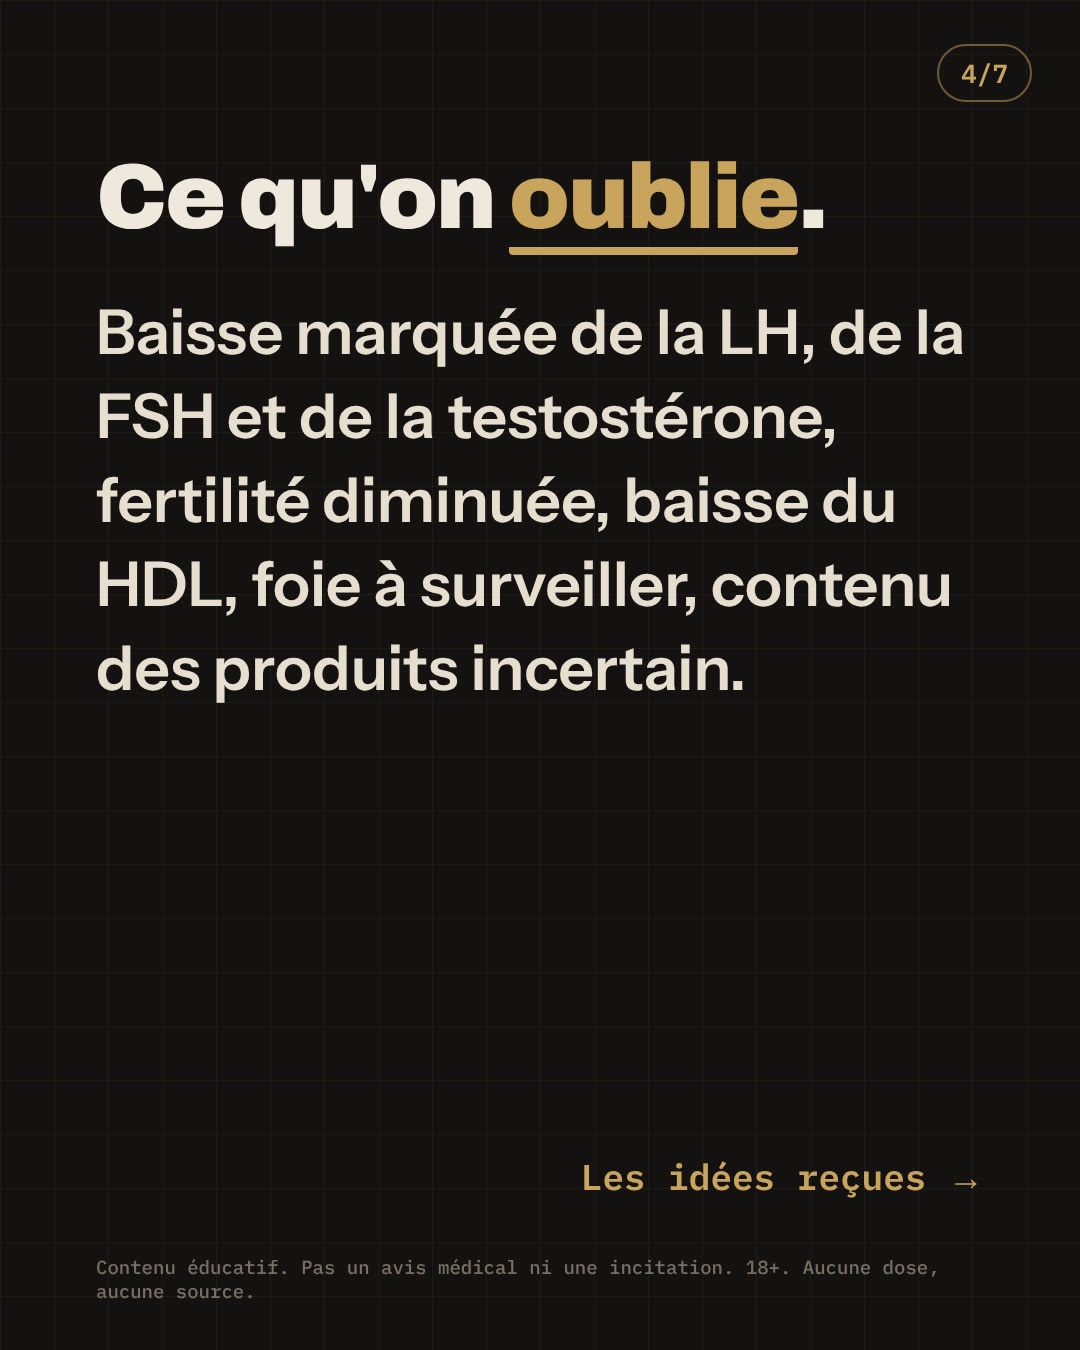 4/7
Ce qu'on oublie.
Baisse marquée de la LH, de la
FSH et de la testostérone,
fertilité diminuée, baisse du
HDL, foie à surveiller, contenu
des produits incertain.
Les idées reçues →
Contenu éducatif. Pas un avis médical ni une incitation. 18+. Aucune dose,
aucune source.